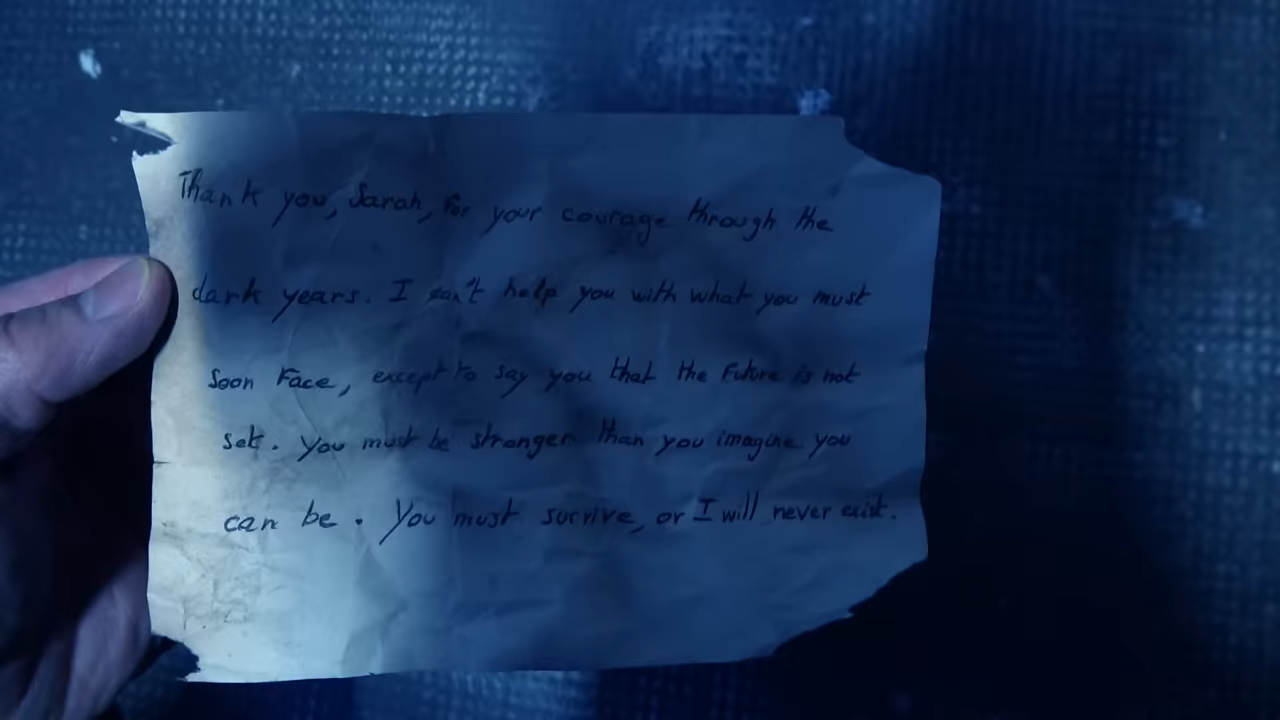 Thank you, Sarah, for your courage through the
dark years. I can't help you with what you must
soon face, except to say you that the future is not
set. You must be stronger than you imagine you
can be. You must survive, or I will never exist.